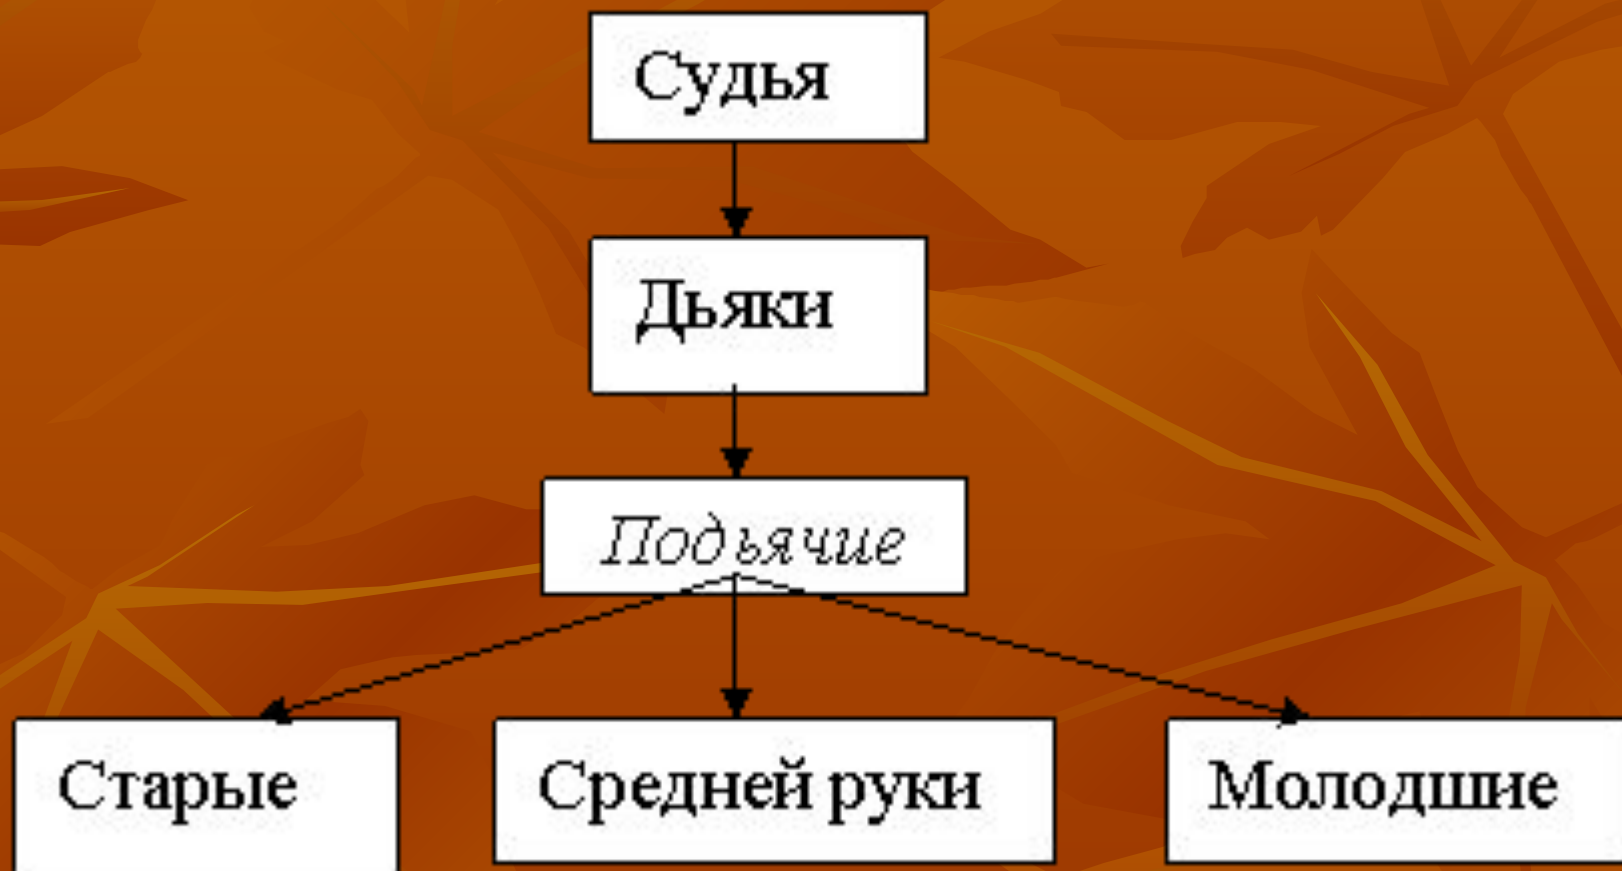 Судья
Дьяки
Подьячие
Старые
Средней руки
Молодшие